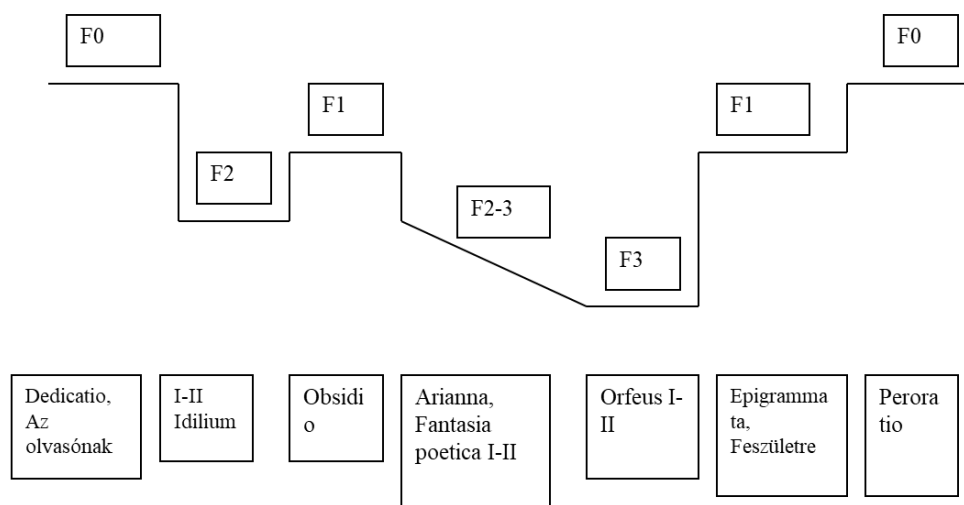 F0
F0
F1
F1
F2
F2-3
F3
Dedicatio,
Az
olvasónak
I-II
Idilium
Obsidi
o
Arianna,
Fantasia
poetica I-II
Orfeus I-
II
Epigramma
ta,
Feszületre
Perora
tio